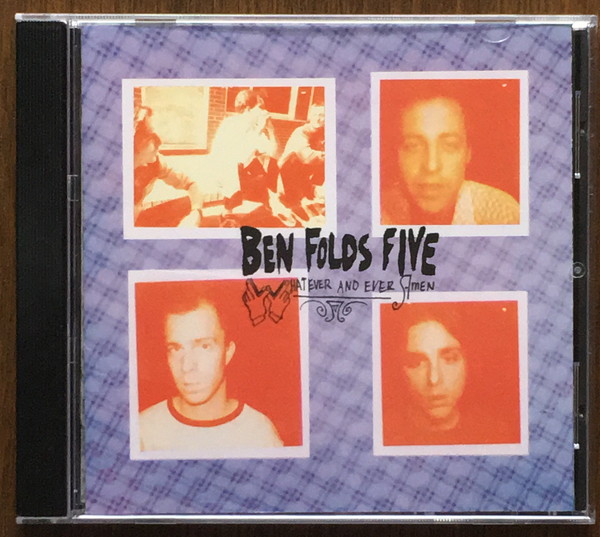 BEN FOLDS FIVE
WHATEVER AND EVER AMEN